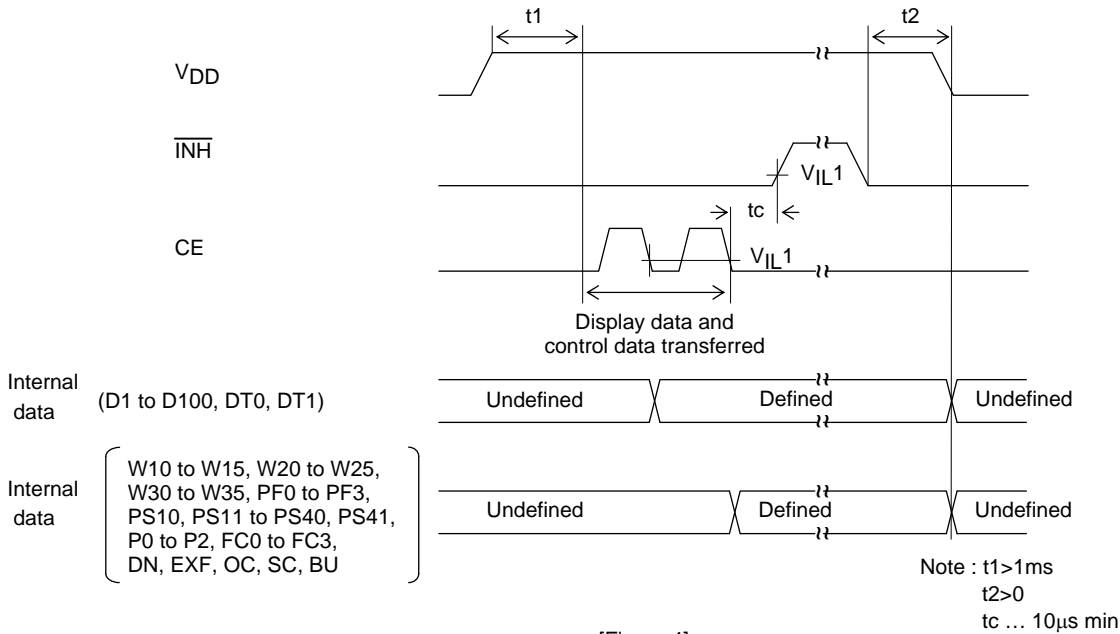 t1
t2
VDD
INH
VIL1
tc
CE
VIL1
Display data and
control data transferred
Internal
data
(D1 to D100, DT0, DT1)
Undefined
Defined
Undefined
Internal
data
W10 to W15, W20 to W25,
W30 to W35, PF0 to PF3,
PS10, PS11 to PS40, PS41,
P0 to P2, FC0 to FC3,
DN, EXF, OC, SC, BU
Undefined
Defined
Undefined
Note : t1>1ms
t2>0
tc … 10μs min